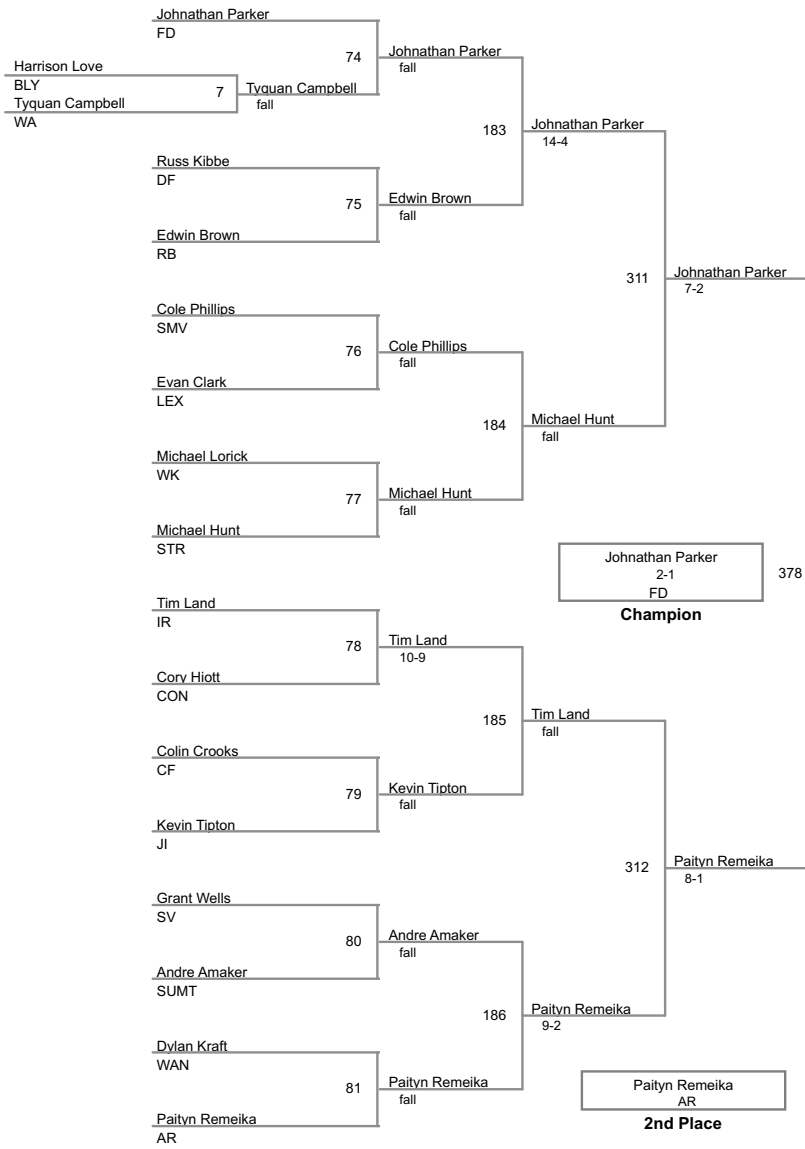 Johnathan Parker
FD
74
Johnathan Parker
fall
Harrison Love
BLY
7
Tyquan Campbell
fall
Tyquan Campbell
WA
183
Johnathan Parker
14-4
Russ Kibbe
DF
75
Edwin Brown
fall
Edwin Brown
RB
311
Johnathan Parker
7-2
Cole Phillips
SMV
76
Cole Phillips
fall
Evan Clark
LEX
184
Michael Hunt
fall
Michael Lorick
WK
77
Michael Hunt
fall
Michael Hunt
STR
Johnathan Parker
2-1
FD
378
Champion
Tim Land
IR
78
Tim Land
10-9
Cory Hiott
CON
185
Tim Land
fall
Colin Crooks
CF
79
Kevin Tipton
fall
Kevin Tipton
JI
312
Paityn Remeika
8-1
Grant Wells
SV
80
Andre Amaker
fall
Andre Amaker
SUMT
186
Paityn Remeika
9-2
Dylan Kraft
WAN
81
Paityn Remeika
fall
Paityn Remeika
AR
Paityn Remeika
AR
2nd Place